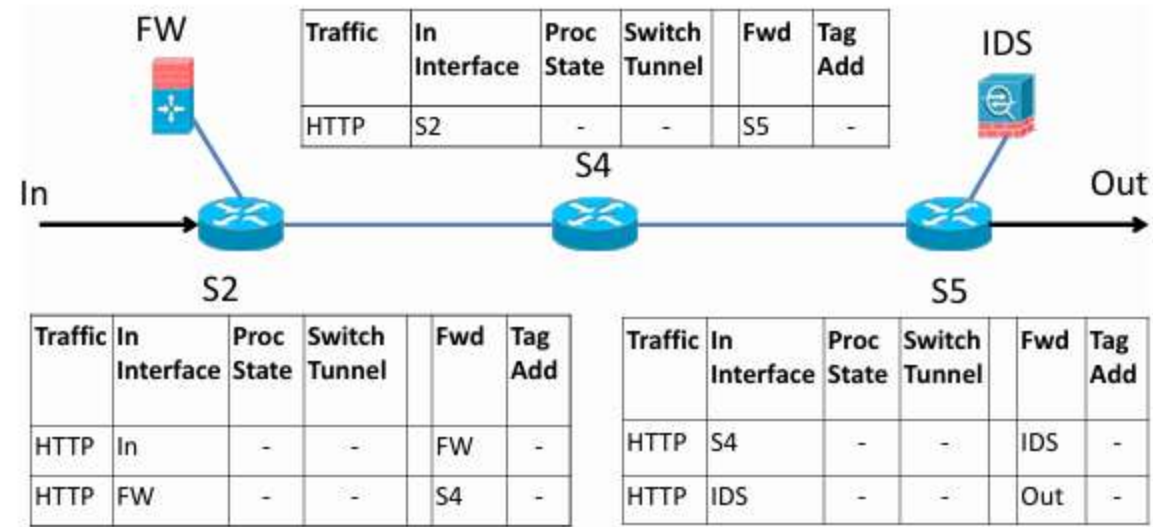 FW
Traffic In Interface Proc State Switch Tunnel Fwd Tag Add
HTTP S2 - - S5 -
IDS
In
S4
Out
S2
Traffic In Interface Proc State Switch Tunnel Fwd Tag Add
HTTP In - - FW -
HTTP FW - - S4 -
S5
Traffic In Interface Proc State Switch Tunnel Fwd Tag Add
HTTP S4 - - IDS -
HTTP IDS - - Out -